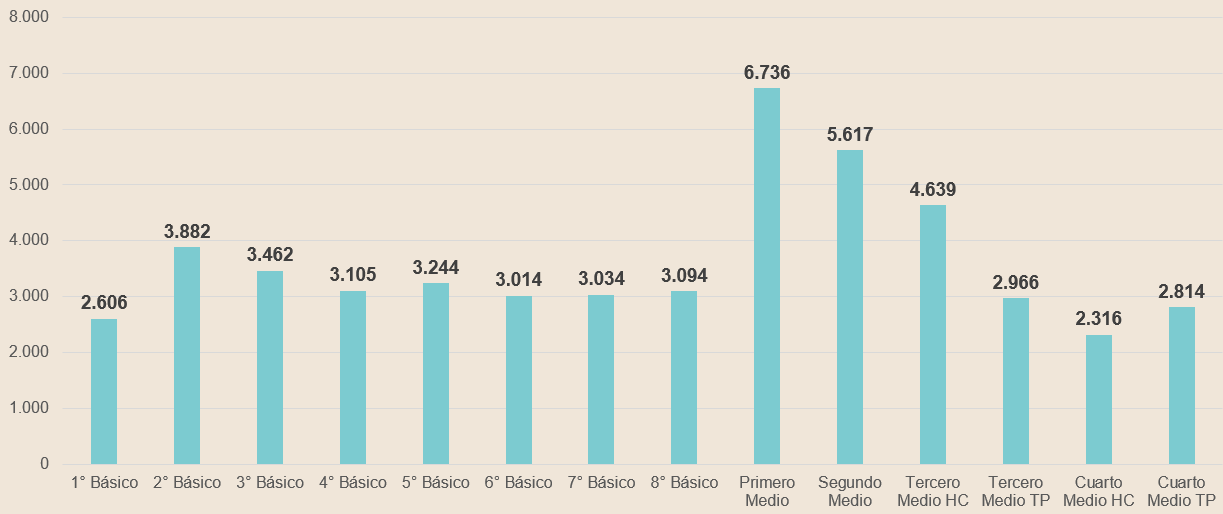 8.000
7.000
6.000
5.000
4.000
3.000
2.000
1.000
0
2.606
3.882
3.462
3.105
3.244
3.014
3.034
3.094
6.736
5.617
4.639
2.966
2.316
2.814
1° Básico
2° Básico
3° Básico
4° Básico
5° Básico
6° Básico
7° Básico
8° Básico
Primero
Medio
Segundo
Medio
Tercero
Medio HC
Tercero
Medio TP
Cuarto
Medio HC
Cuarto
Medio TP